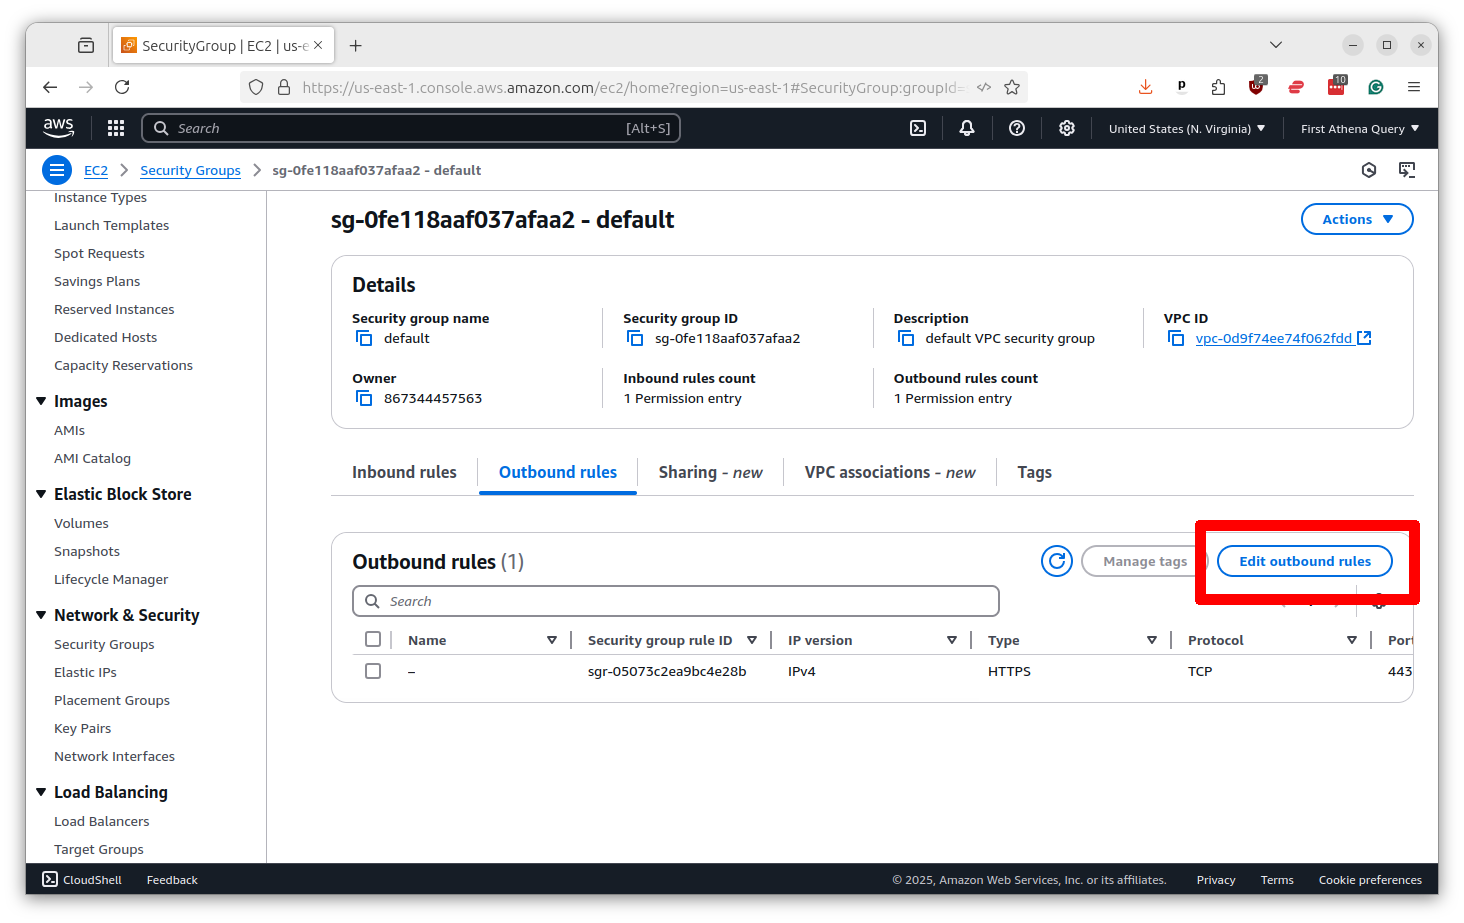 SecurityGroup | EC2 | us-e
https://us-east-1.console.aws.amazon.com/ec2/home?region=us-east-1#SecurityGroup:groupId=
p
2
10
aws
Search
[Alt+S]
United States (N. Virginia)
First Athena Query
EC2
Security Groups
sg-0fe118aaf037afaa2 - default
Instance Types
Launch Templates
Spot Requests
Savings Plans
Reserved Instances
Dedicated Hosts
Capacity Reservations
Images
AMIs
AMI Catalog
Elastic Block Store
Volumes
Snapshots
Lifecycle Manager
Network & Security
Security Groups
Elastic IPs
Placement Groups
Key Pairs
Network Interfaces
Load Balancing
Load Balancers
Target Groups
sg-0fe118aaf037afaa2 - default
Actions
Details
Security group name
default
Security group ID
sg-0fe118aaf037afaa2
Description
default VPC security group
VPC ID
vpc-0d9f74ee74f062fdd
Owner
867344457563
Inbound rules count
1 Permission entry
Outbound rules count
1 Permission entry
Inbound rules
Outbound rules
Sharing - new
VPC associations - new
Tags
Outbound rules (1)
Manage tags
Edit outbound rules
Search
Name
Security group rule ID
IP version
Type
Protocol
Port
–
sgr-05073c2ea9bc4e28b
IPv4
HTTPS
TCP
443
CloudShell
Feedback
© 2025, Amazon Web Services, Inc. or its affiliates.
Privacy
Terms
Cookie preferences